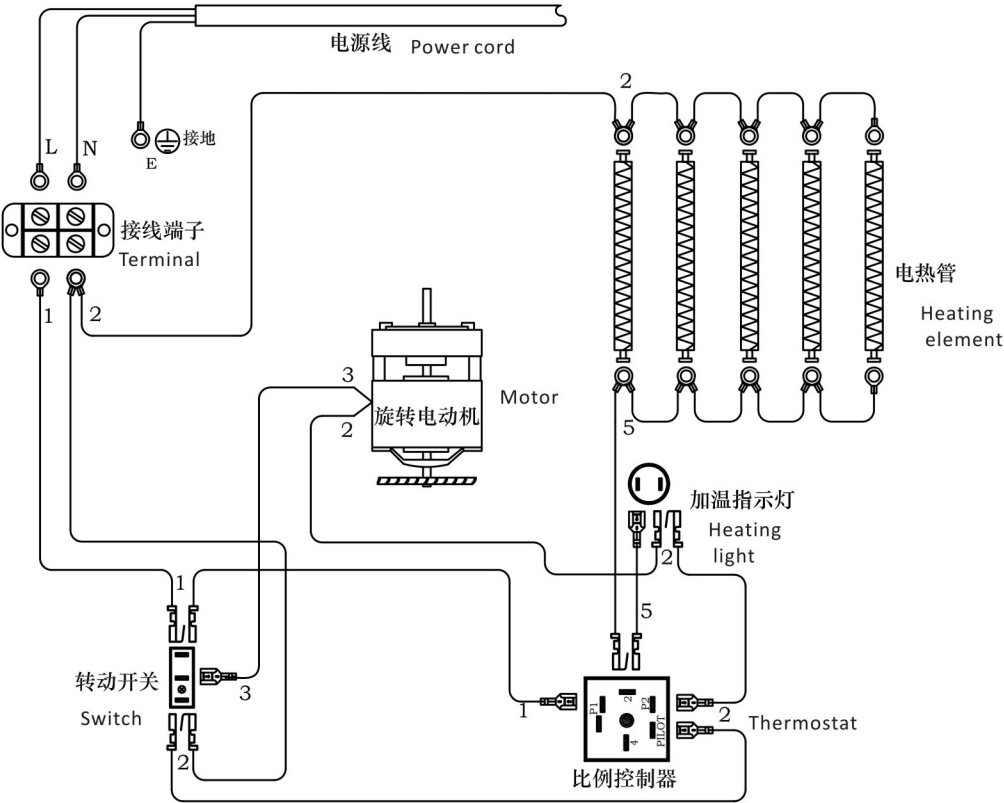 电源线 Power cord
2
L N
接地
E
接线端子
Terminal
1 2
电热管
Heating
element
3
旋转电动机
Motor
2
5
加温指示灯
Heating
light
2
1
5
转动开关
Switch
3
P1 2 P2
1
2
Thermostat
4 PILOT
2
比例控制器